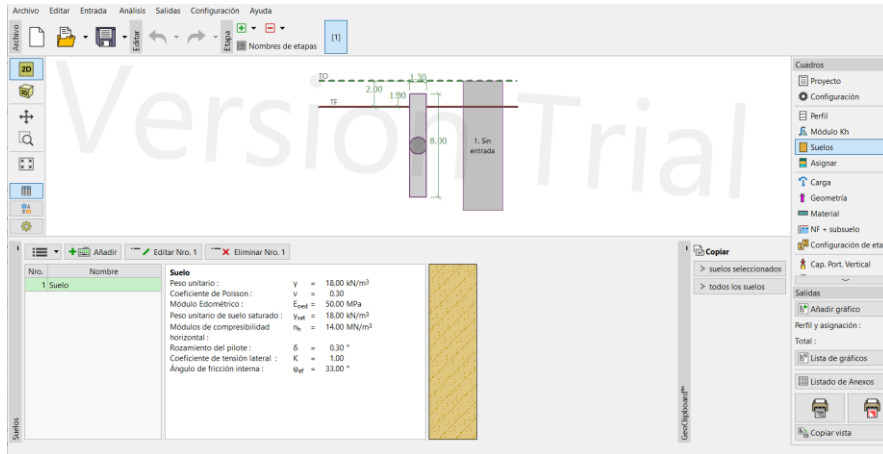 Archivo Editar Entrada Análisis Salidas Configuración Ayuda
Archivo
Editar
Etapa
Nombres de etapas
[1]
2D
3D
Version Trial
TO
1.30
2.00
TF
8.00
1. Sin
entrada
Cuadros
Proyecto
Configuración
Perfil
Módulo Kh
Suelos
Asignar
Carga
Geometría
Material
NF + subsuelo
Configuración de eta
Cap. Port. Vertical
Añadir
Editar Nro. 1
Eliminar Nro. 1
Nro. Nombre
1 Suelo
Suelo
Peso unitario : γ = 18.00 kN/m³
Coeficiente de Poisson : ν = 0.30
Módulo Edométrico : Eoed = 50.00 MPa
Peso unitario de suelo saturado : γsat = 18.00 kN/m³
Módulos de compresibilidad nh = 14.00 MN/m³
horizontal :
Rozamiento del pilote : δ = 0.30 °
Coeficiente de tensión lateral : K = 1.00
Ángulo de fricción interna : φef = 33.00 °
Suelos
Copiar
> suelos seleccionados
> todos los suelos
GeoClipboard™
Salidas
Añadir gráfico
Perfil y asignación :
Total :
Lista de gráficos
Listado de Anexos
Copiar vista